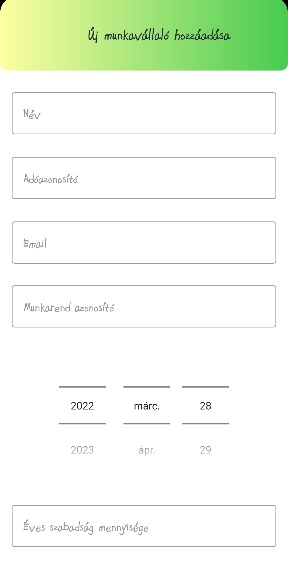 Új munkavállaló hozzáadása
Név
Adóazonosító
Email
Munkarend azonosító
2022 márc. 28
2023 ápr. 29
Éves szabadság mennyisége